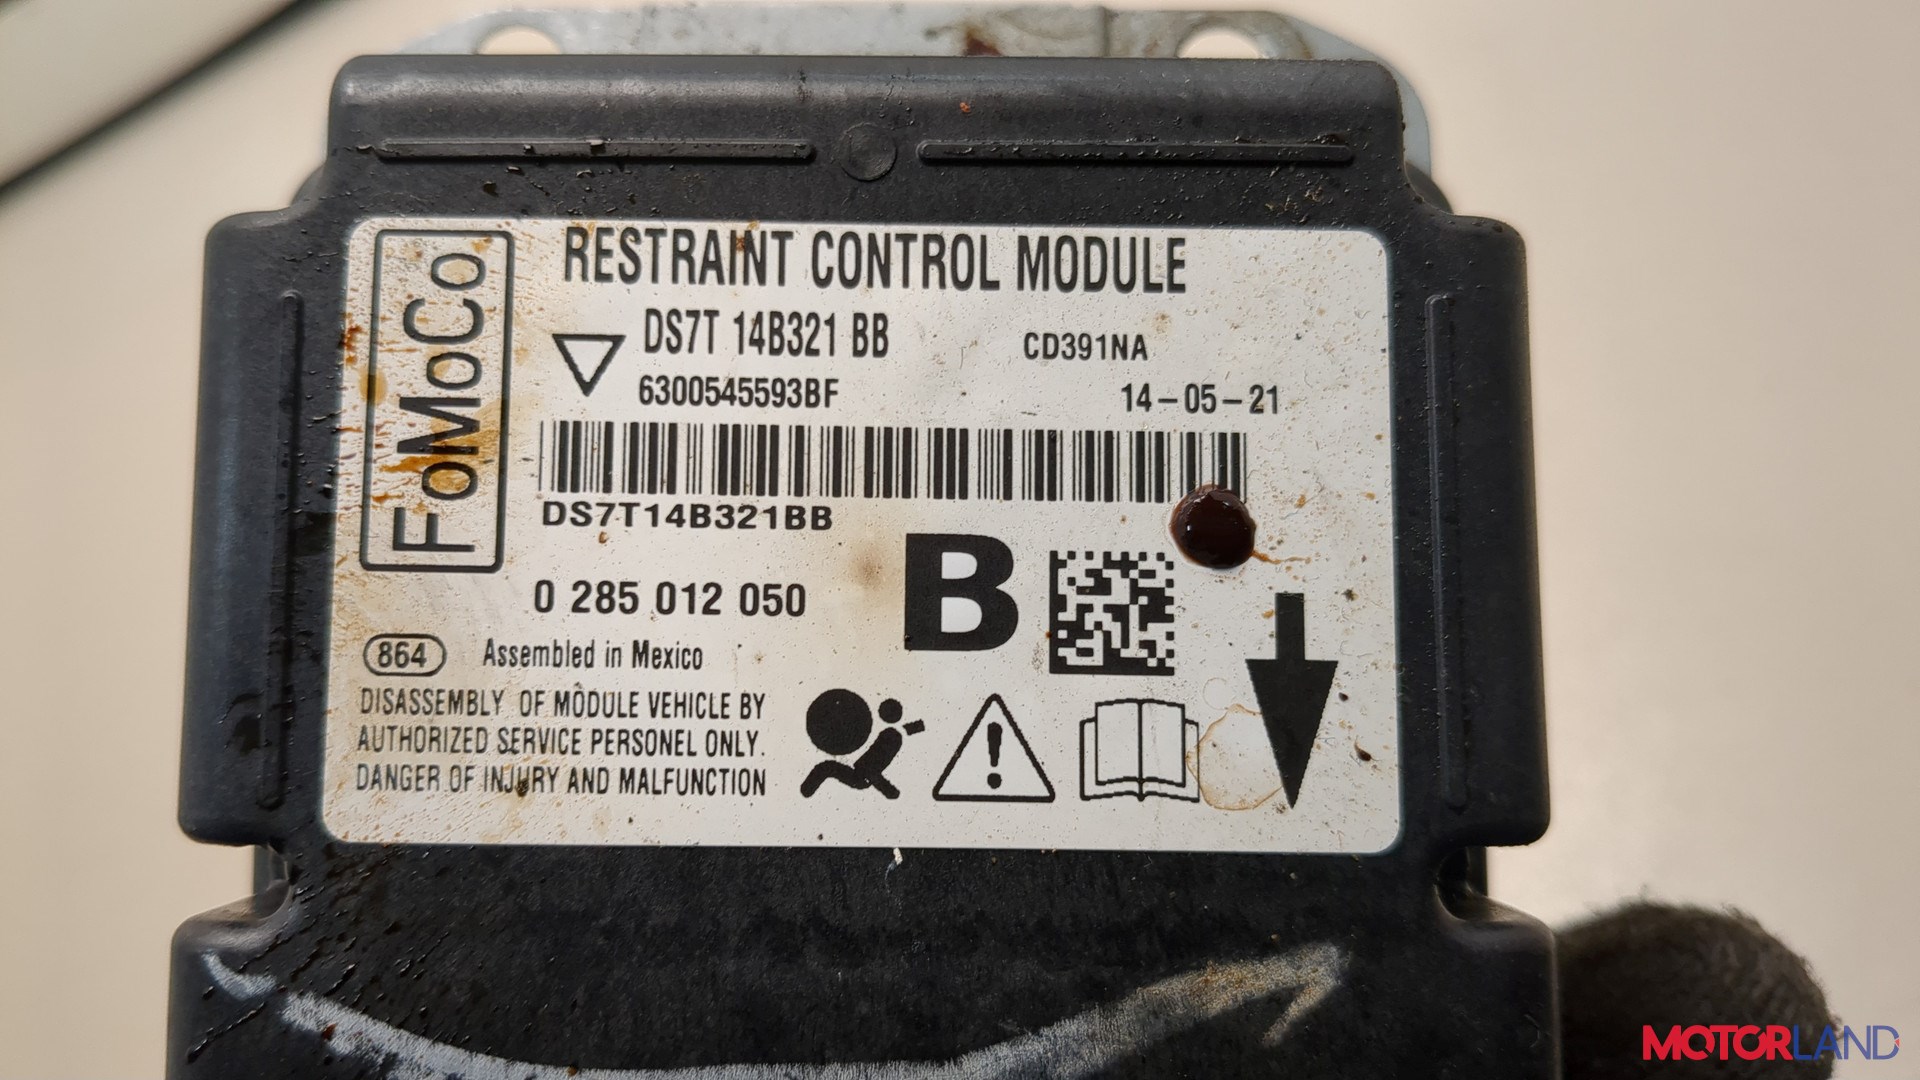 FoMoCo
RESTRAINT CONTROL MODULE
DS7T 14B321 BB
CD391NA
6300545593BF
14-05-21
DS7T14B321BB
B
0 285 012 050
864 Assembled in Mexico
DISASSEMBLY OF MODULE VEHICLE BY
AUTHORIZED SERVICE PERSONEL ONLY.
DANGER OF INJURY AND MALFUNCTION
MOTORLAND